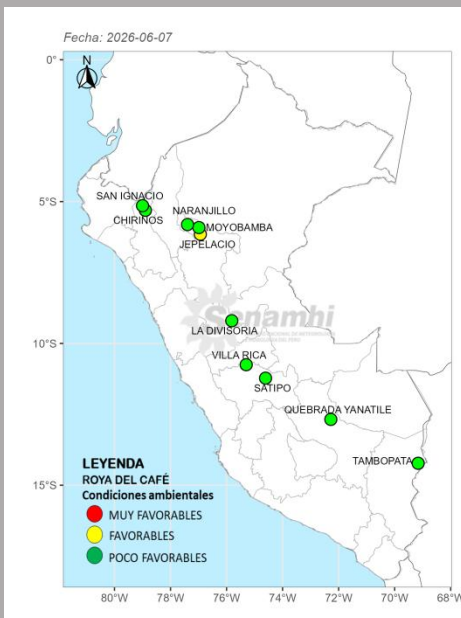 Fecha: 2026-06-07
N
0°
5°S
10°S
15°S
SAN IGNACIO
CHIRINOS
NARANJILLO
MOYOBAMBA
JEPELACIO
Senamhi
LA DIVISORIA
VILLA RICA
SATIPO
QUEBRADA YANATILE
TAMBOPATA
LEYENDA
ROYA DEL CAFÉ
Condiciones ambientales
MUY FAVORABLES
FAVORABLES
POCO FAVORABLES
80°W 78°W 76°W 74°W 72°W 70°W 68°W